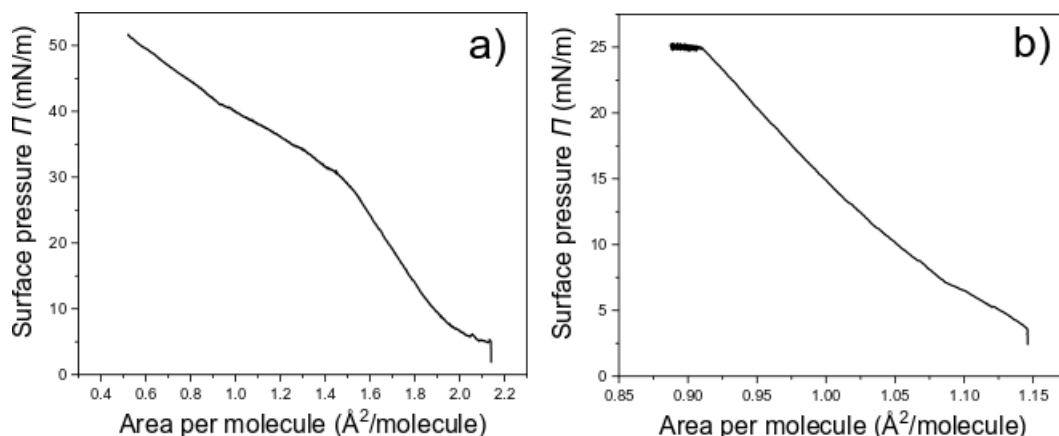 a)
Surface pressure Π (mN/m)
50
40
30
20
10
0
0.4 0.6 0.8 1.0 1.2 1.4 1.6 1.8 2.0 2.2
Area per molecule (Å²/molecule)
b)
Surface pressure Π (mN/m)
25
20
15
10
5
0
0.85 0.90 0.95 1.00 1.05 1.10 1.15
Area per molecule (Å²/molecule)